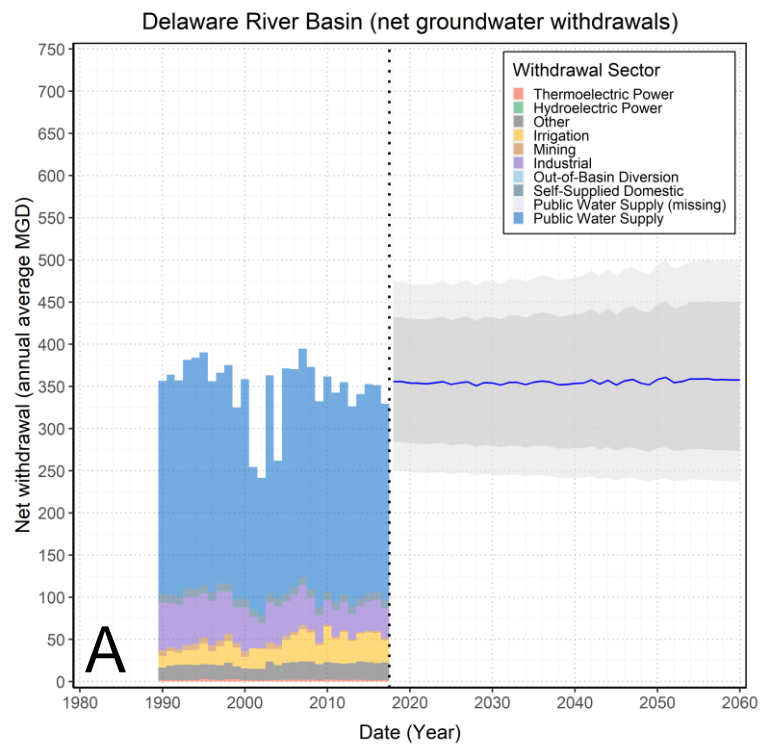 Delaware River Basin (net groundwater withdrawals)
Net withdrawal (annual average MGD)
750
700
650
600
550
500
450
400
350
300
250
200
150
100
50
0
Withdrawal Sector
Thermoelectric Power
Hydroelectric Power
Other
Irrigation
Mining
Industrial
Out-of-Basin Diversion
Self-Supplied Domestic
Public Water Supply (missing)
Public Water Supply
A
1980 1990 2000 2010 2020 2030 2040 2050 2060
Date (Year)